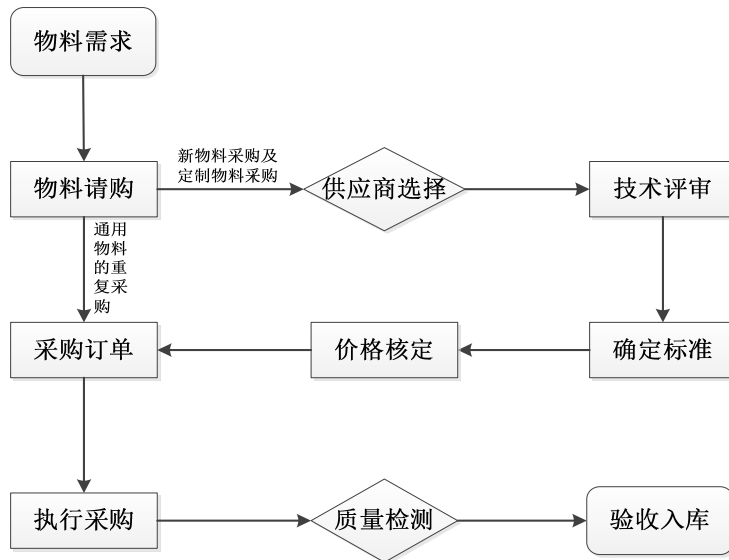 物料需求
新物料采购及
定制物料采购
物料请购
供应商选择
技术评审
通用
物料
的重
复采
购
采购订单
价格核定
确定标准
执行采购
质量检测
验收入库